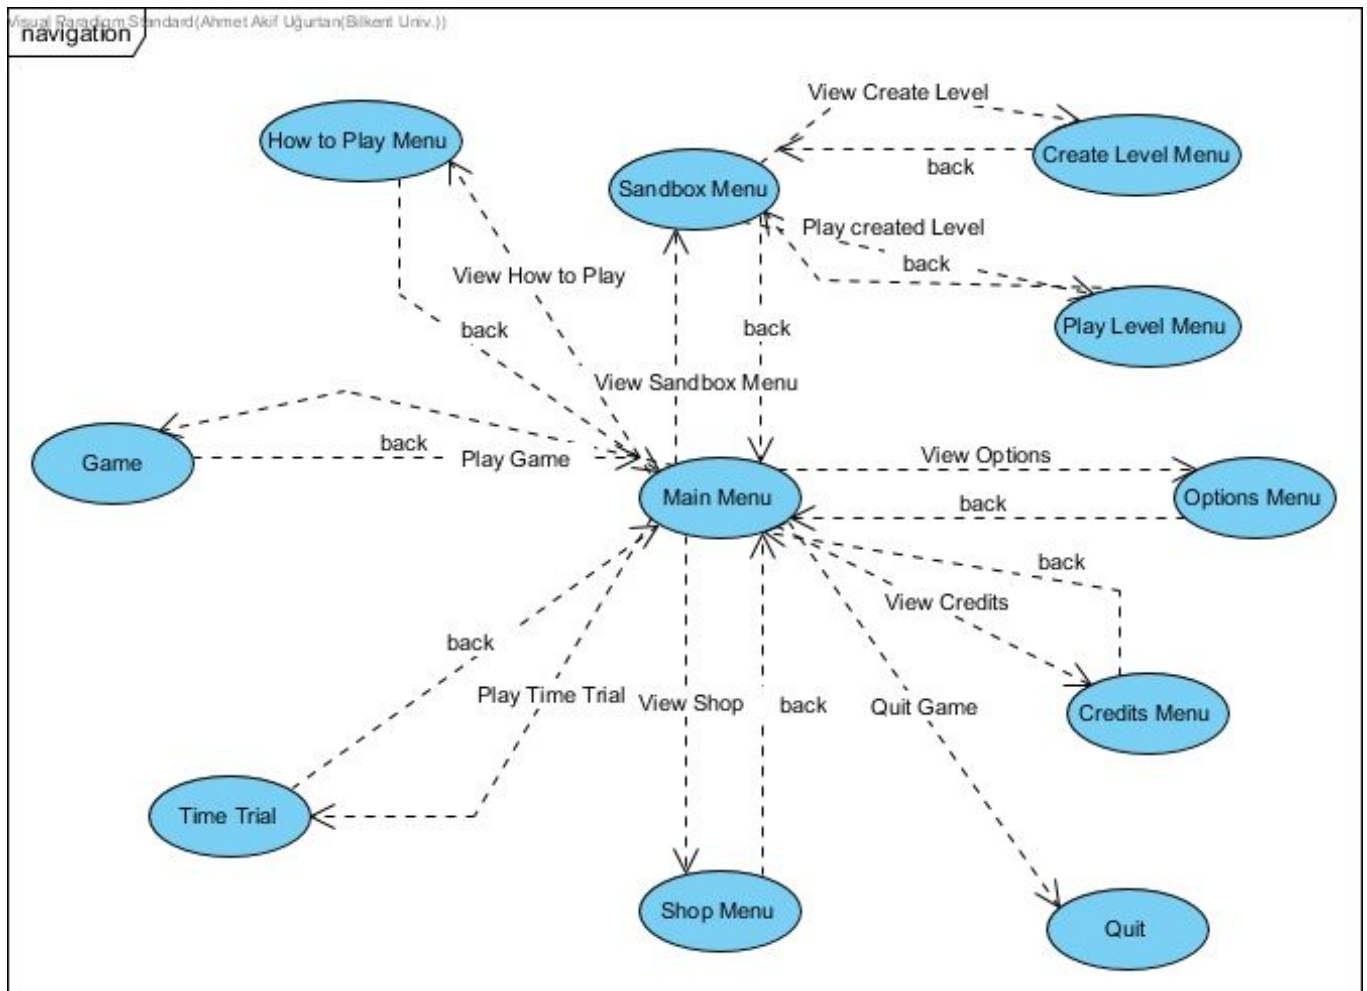 Visual Paradigm Standard(Ahmet Akif Uğurtan(Bilkent Univ.))
navigation
View Create Level
How to Play Menu
Create Level Menu
back
Sandbox Menu
Play created Level
back
View How to Play
Play Level Menu
back
back
View Sandbox Menu
back
Play Game
Game
View Options
Main Menu
Options Menu
back
back
View Credits
back
Play Time Trial
View Shop
back
Quit Game
Credits Menu
Time Trial
Shop Menu
Quit